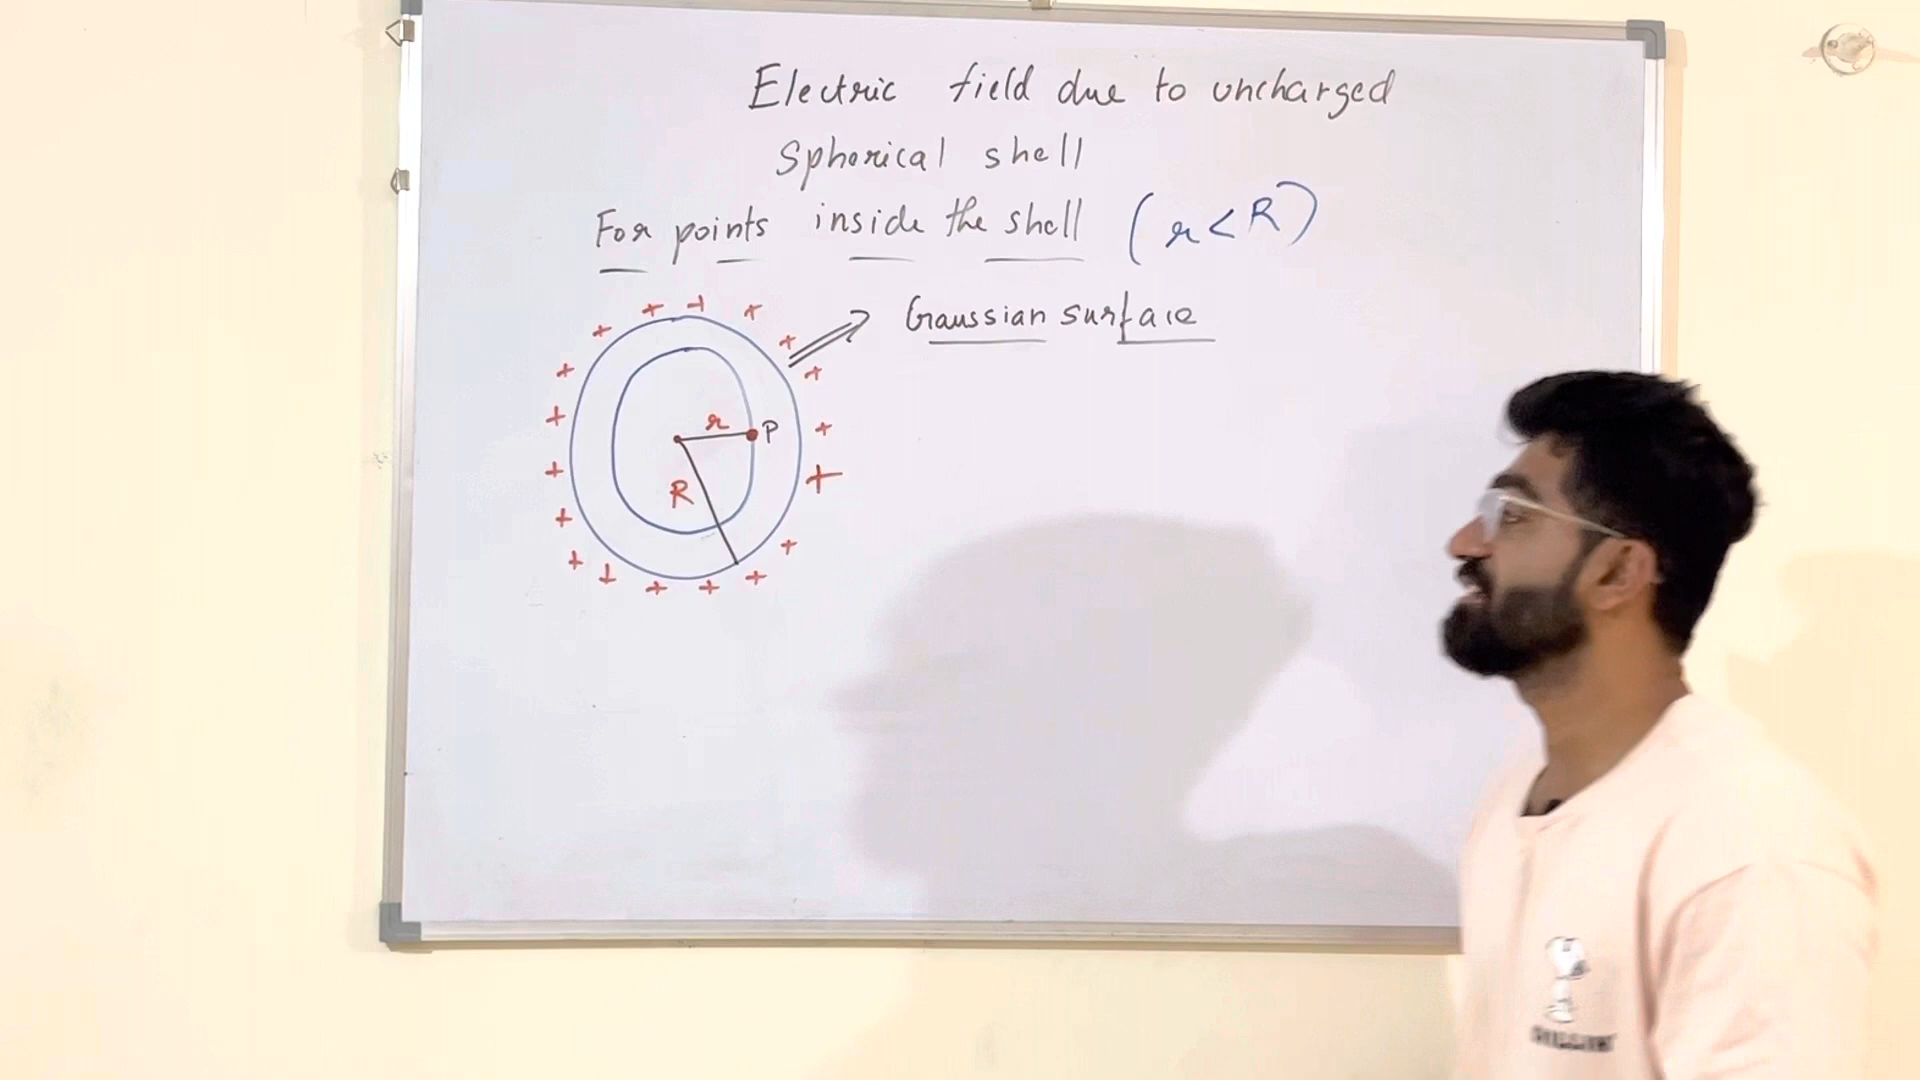 Electric field due to uncharged
Spherical shell
For points inside the shell (r<R)
Gaussian surface
r
P
R